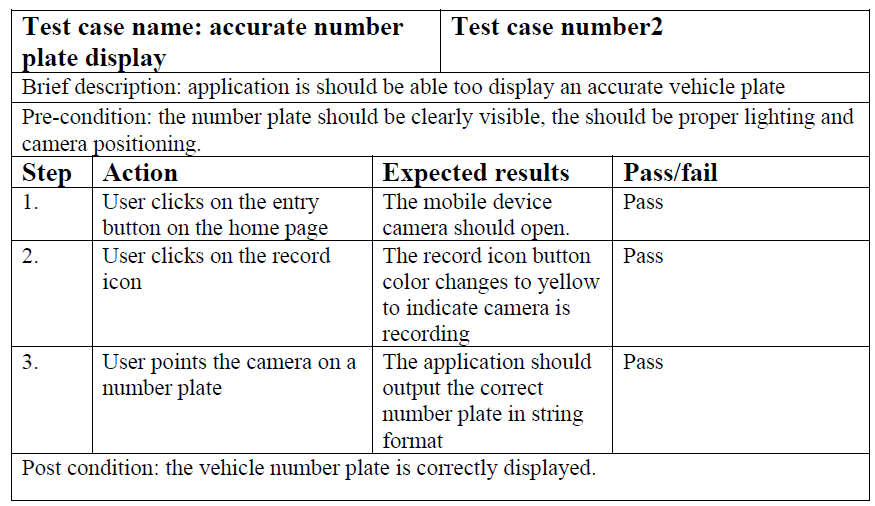 Test case name: accurate number
plate display
Test case number2
Brief description: application is should be able too display an accurate vehicle plate
Pre-condition: the number plate should be clearly visible, the should be proper lighting and
camera positioning.
Step Action Expected results Pass/fail
1. User clicks on the entry
button on the home page
The mobile device
camera should open.
Pass
2. User clicks on the record
icon
The record icon button
color changes to yellow
to indicate camera is
recording
Pass
3. User points the camera on a
number plate
The application should
output the correct
number plate in string
format
Pass
Post condition: the vehicle number plate is correctly displayed.